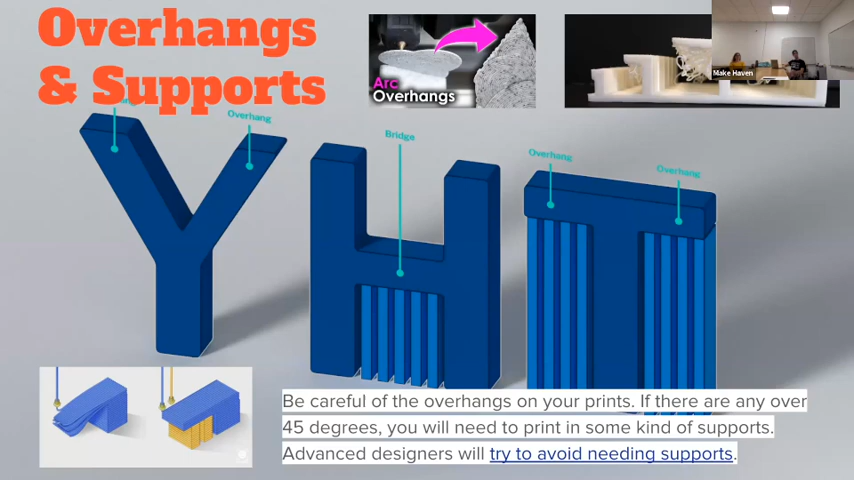 Overhangs
& Supports
Arc
Overhangs
Make Haven
Overhang
Bridge
Overhang
Overhang
Be careful of the overhangs on your prints. If there are any over
45 degrees, you will need to print in some kind of supports.
Advanced designers will try to avoid needing supports.